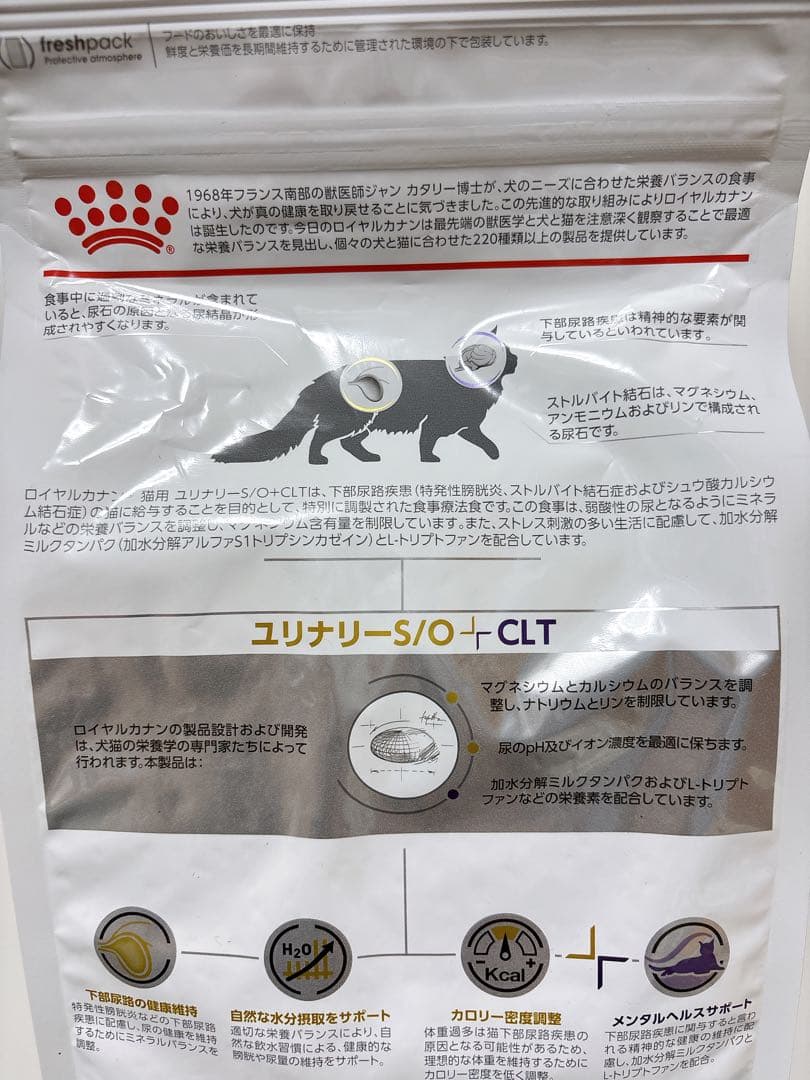 freshpack
Protective atmosphere
フードのおいしさを最適に保持
鮮度と栄養価を長期間維持するために管理された環境の下で包装しています。
1968年フランス南部の獣医師ジャン カタリー博士が、犬のニーズに合わせた栄養バランスの食事
により、犬が真の健康を取り戻せることに気づきました。この先進的な取り組みによりロイヤルカナン
は誕生したのです。今日のロイヤルカナンは最先端の獣医学と犬と猫を注意深く観察することで最適
な栄養バランスを見出し、個々の犬と猫に合わせた220種類以上の製品を提供しています。
®
食事中に過剰なミネラルが含まれて
いると、尿石の原因となる尿結晶が形
成されやすくなります。
下部尿路疾患は精神的な要素が関
与しているといわれています。
ストルバイト結石は、マグネシウム、
アンモニウムおよびリンで構成され
る尿石です。
ロイヤルカナン 猫用 ユリナリーS/O+CLTは、下部尿路疾患（特発性膀胱炎、ストルバイト結石症およびシュウ酸カルシウ
ム結石症）の猫に給与することを目的として、特別に調製された食事療法食です。この食事は、弱酸性の尿となるようにミネラ
ルなどの栄養バランスを調整し、マグネシウム含有量を制限しています。また、ストレス刺激の多い生活に配慮して、加水分解
ミルクタンパク（加水分解アルファS1トリプシンカゼイン）とL-トリプトファンを配合しています。
ユリナリーS/O+CLT
ロイヤルカナンの製品設計および開発
は、犬猫の栄養学の専門家たちによって
行われます。本製品は：
マグネシウムとカルシウムのバランスを調
整し、ナトリウムとリンを制限しています。
尿のpH及びイオン濃度を最適に保ちます。
加水分解ミルクタンパクおよびL-トリプト
ファンなどの栄養素を配合しています。
H₂O
Kcal
下部尿路の健康維持
特発性膀胱炎などの下部尿路
疾患に配慮し、尿の健康を維持
するためにミネラルバランスを
調整。
自然な水分摂取をサポート
適切な栄養バランスにより、自
然な飲水習慣による、健康的な
膀胱や尿量の維持をサポート。
カロリー密度調整
体重過多は猫下部尿路疾患の
原因となる可能性があるため、
理想的な体重を維持するために
カロリー密度を低く調整。
メンタルヘルスサポート
下部尿路疾患に関与すると言わ
れる精神的な健康の維持に配
慮し、加水分解ミルクタンパクと
L-トリプトファンを配合。